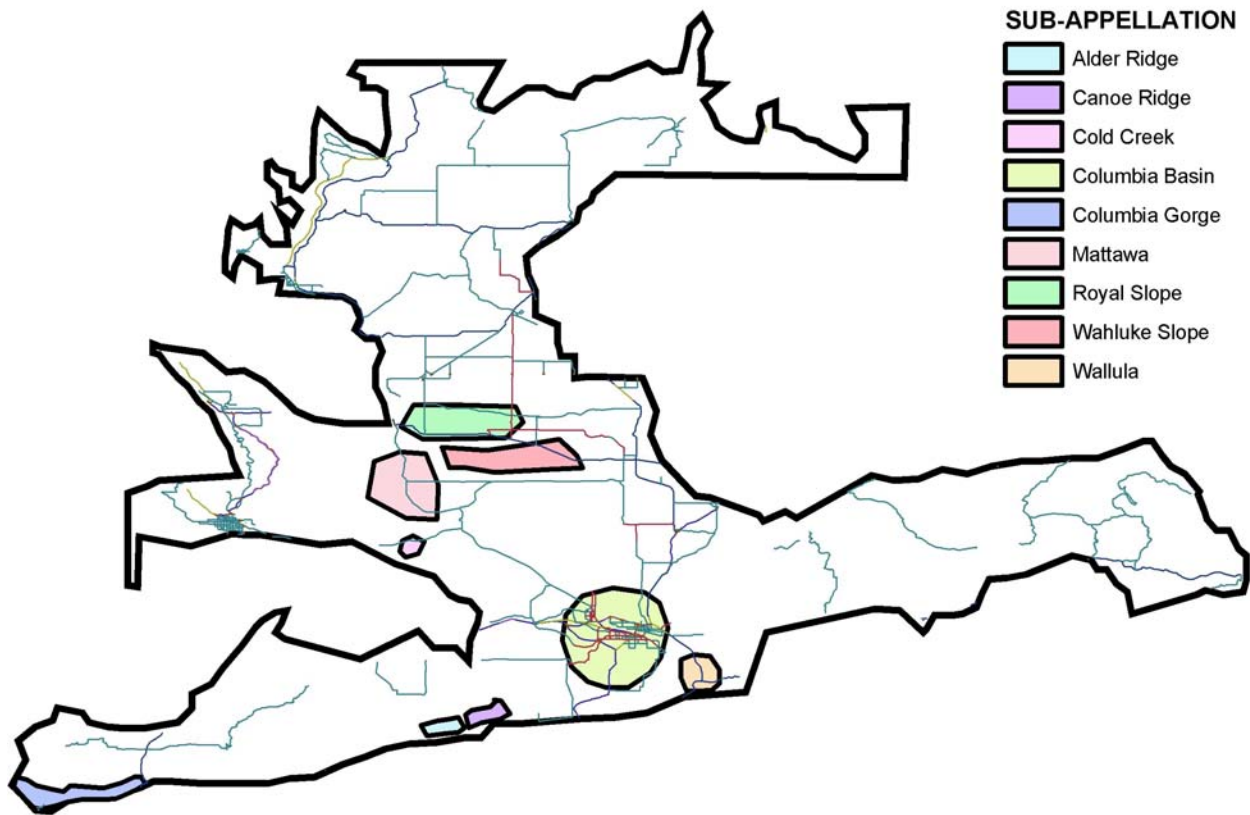 SUB-APPELLATION
Alder Ridge
Canoe Ridge
Cold Creek
Columbia Basin
Columbia Gorge
Mattawa
Royal Slope
Wahluke Slope
Wallula